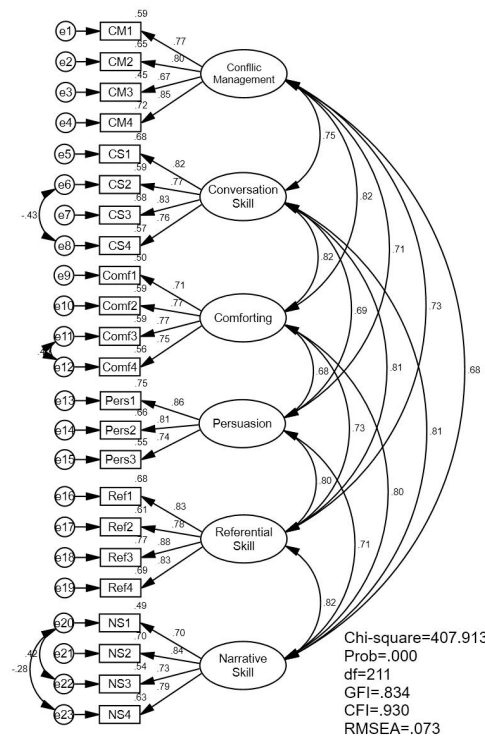 .59
e1 CM1
.65
.77
e2 CM2
.80
.45
e3 CM3
.67
.72
.85
e4 CM4
Confllic
Management
.75
.68
e5 CS1
.59
.82
e6 CS2
.77
.68
e7 CS3
.83
.57
.76
e8 CS4
-.43
Conversation
Skill
.82
.82
.71
.50
e9 Comf1
.59
.71
e10 Comf2
.77
.59
e11 Comf3
.77
.56
.75
e12 Comf4
Comforting
.69
.73
.68
.81
.68
.75
e13 Pers1
.66
.86
e14 Pers2
.81
.55
e15 Pers3
.74
Persuasion
.73
.81
.80
.80
.68
e16 Ref1
.61
.83
e17 Ref2
.78
.77
e18 Ref3
.88
.69
.83
e19 Ref4
Referential
Skill
.71
.82
.49
e20 NS1
.70
.70
e21 NS2
.84
.54
e22 NS3
.73
.63
.79
e23 NS4
.42
-.28
Narrative
Skill
Chi-square=407.913
Prob=.000
df=211
GFI=.834
CFI=.930
RMSEA=.073